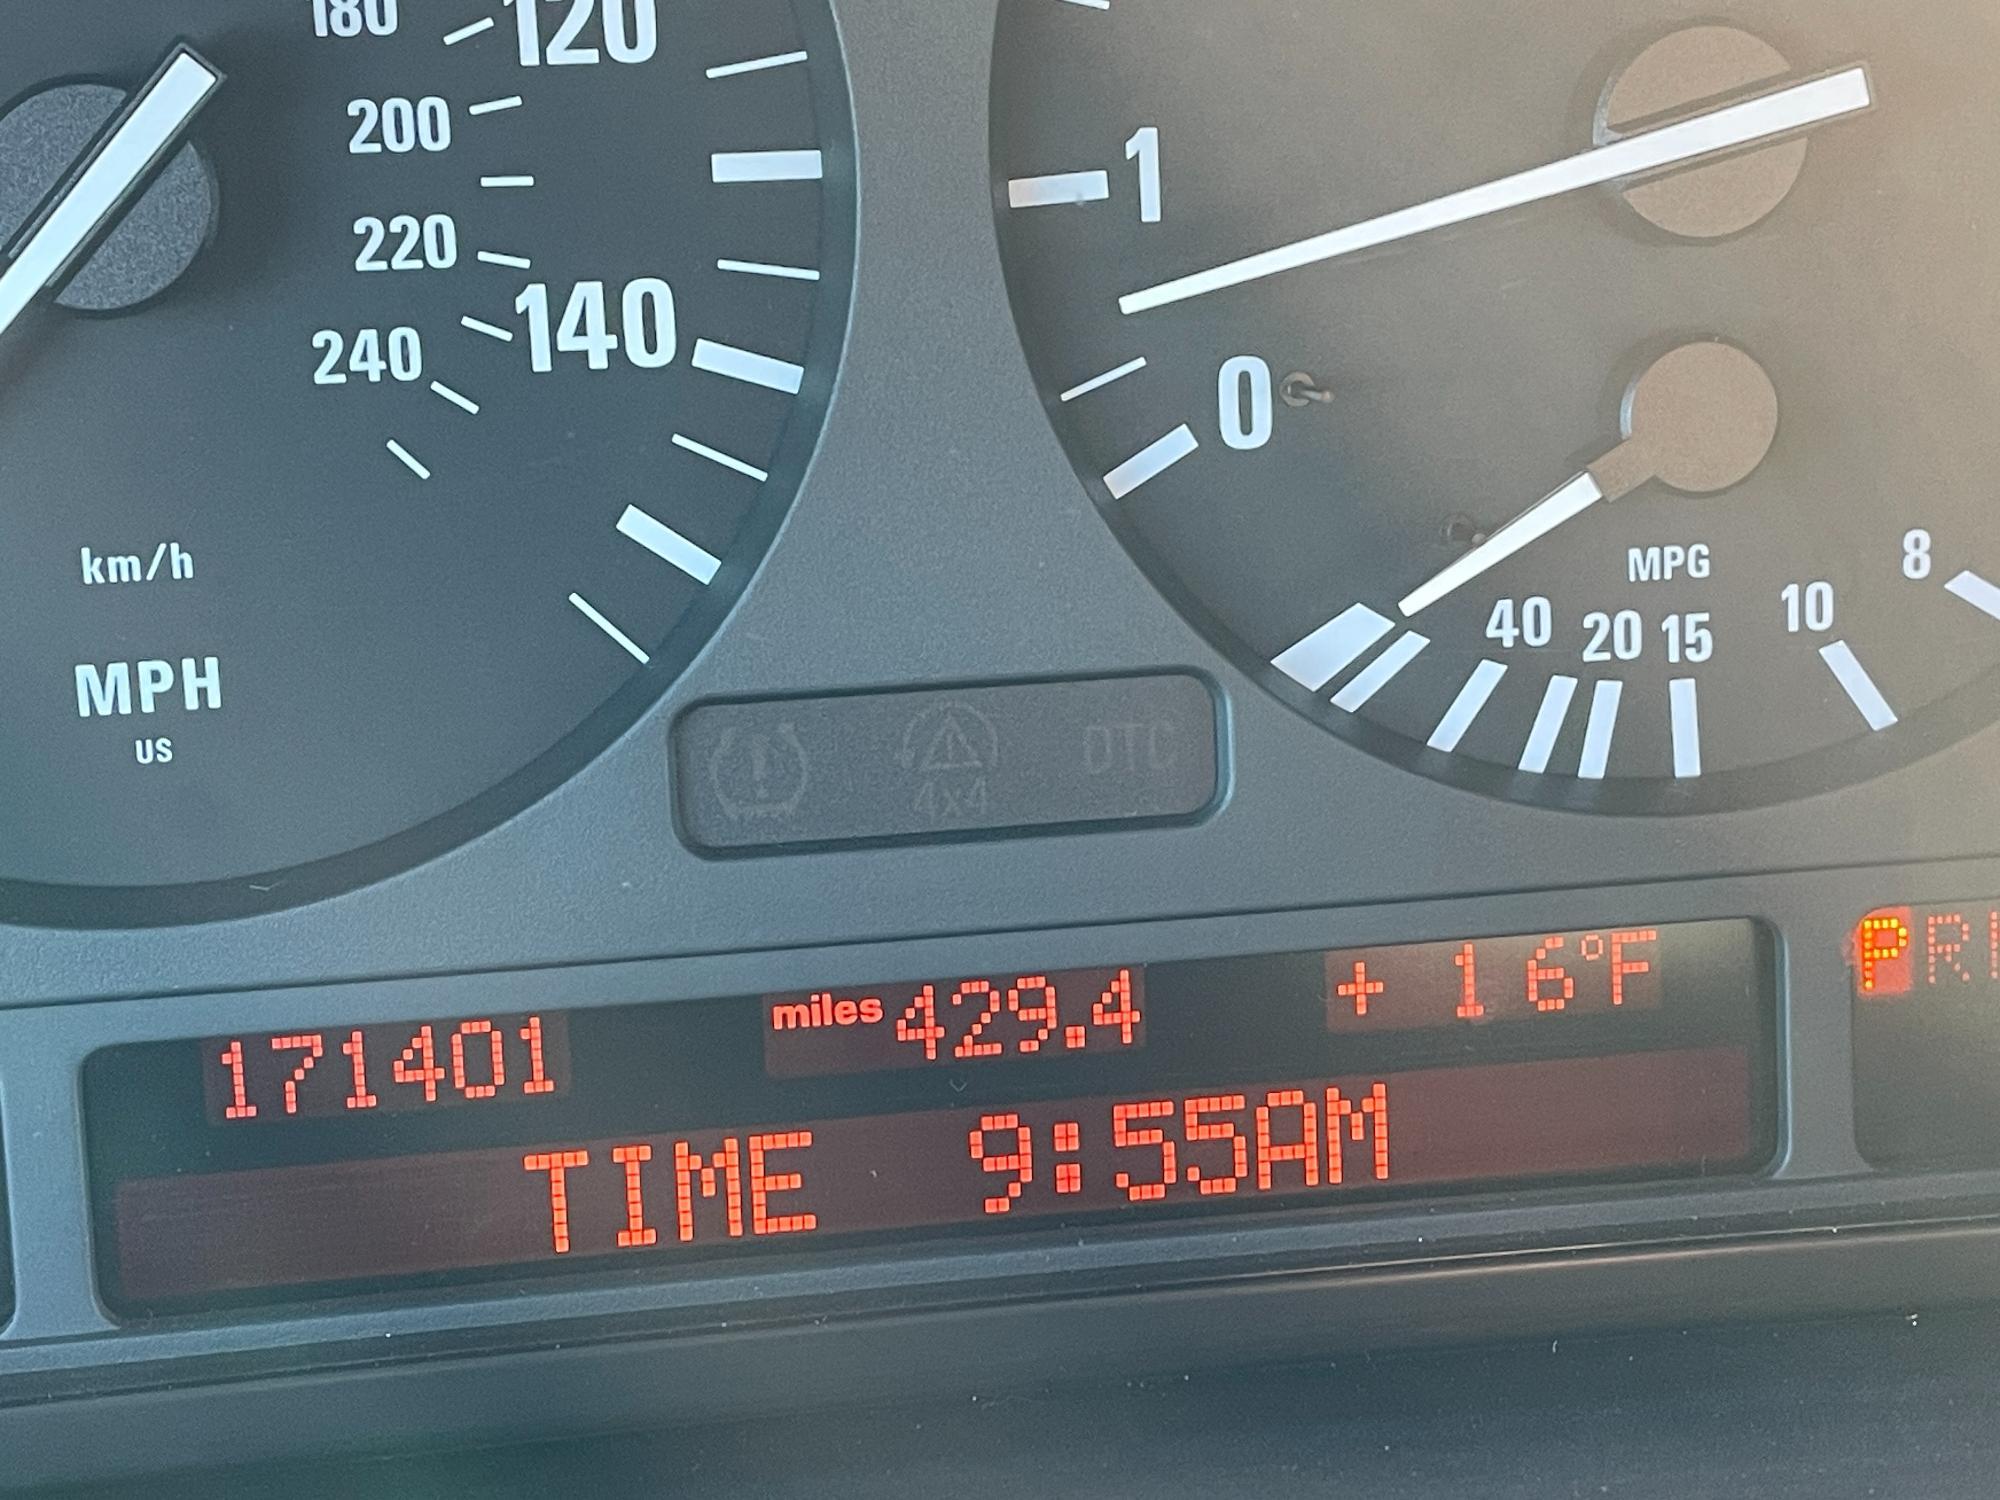 180 120
200
220
240 140
km/h
MPH
US
1
0
MPG
40 20 15 10 8
4x4
DTC
171401 miles 429.4 + 16°F
PR
TIME 9:55AM